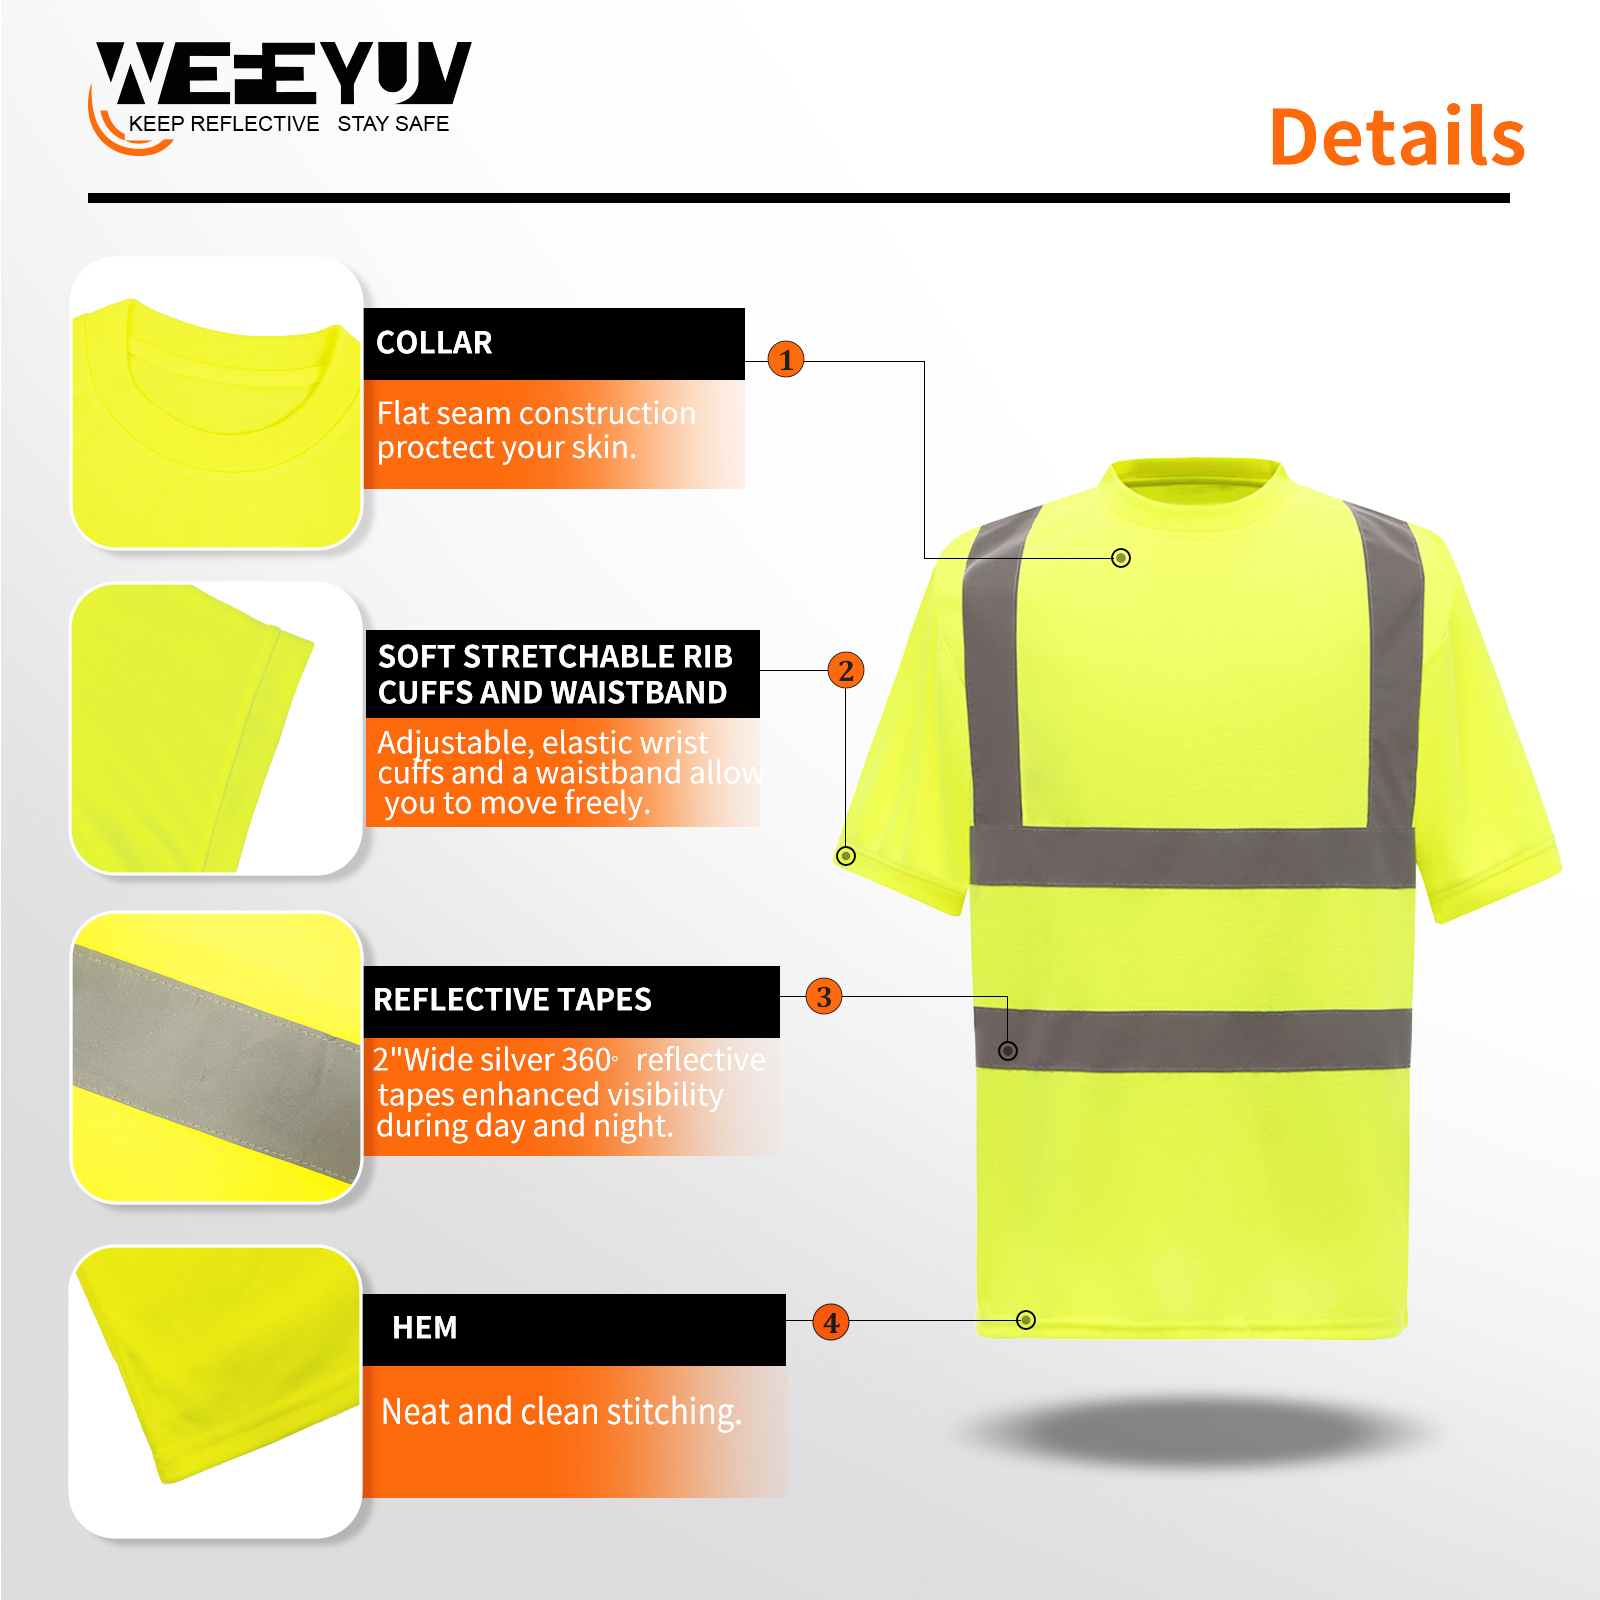 WEFEYUV
KEEP REFLECTIVE STAY SAFE
Details
COLLAR
Flat seam construction
proctect your skin.
1
SOFT STRETCHABLE RIB
CUFFS AND WAISTBAND
Adjustable, elastic wrist
cuffs and a waistband allow
you to move freely.
2
REFLECTIVE TAPES
2"Wide silver 360° reflective
tapes enhanced visibility
during day and night.
3
HEM
Neat and clean stitching.
4